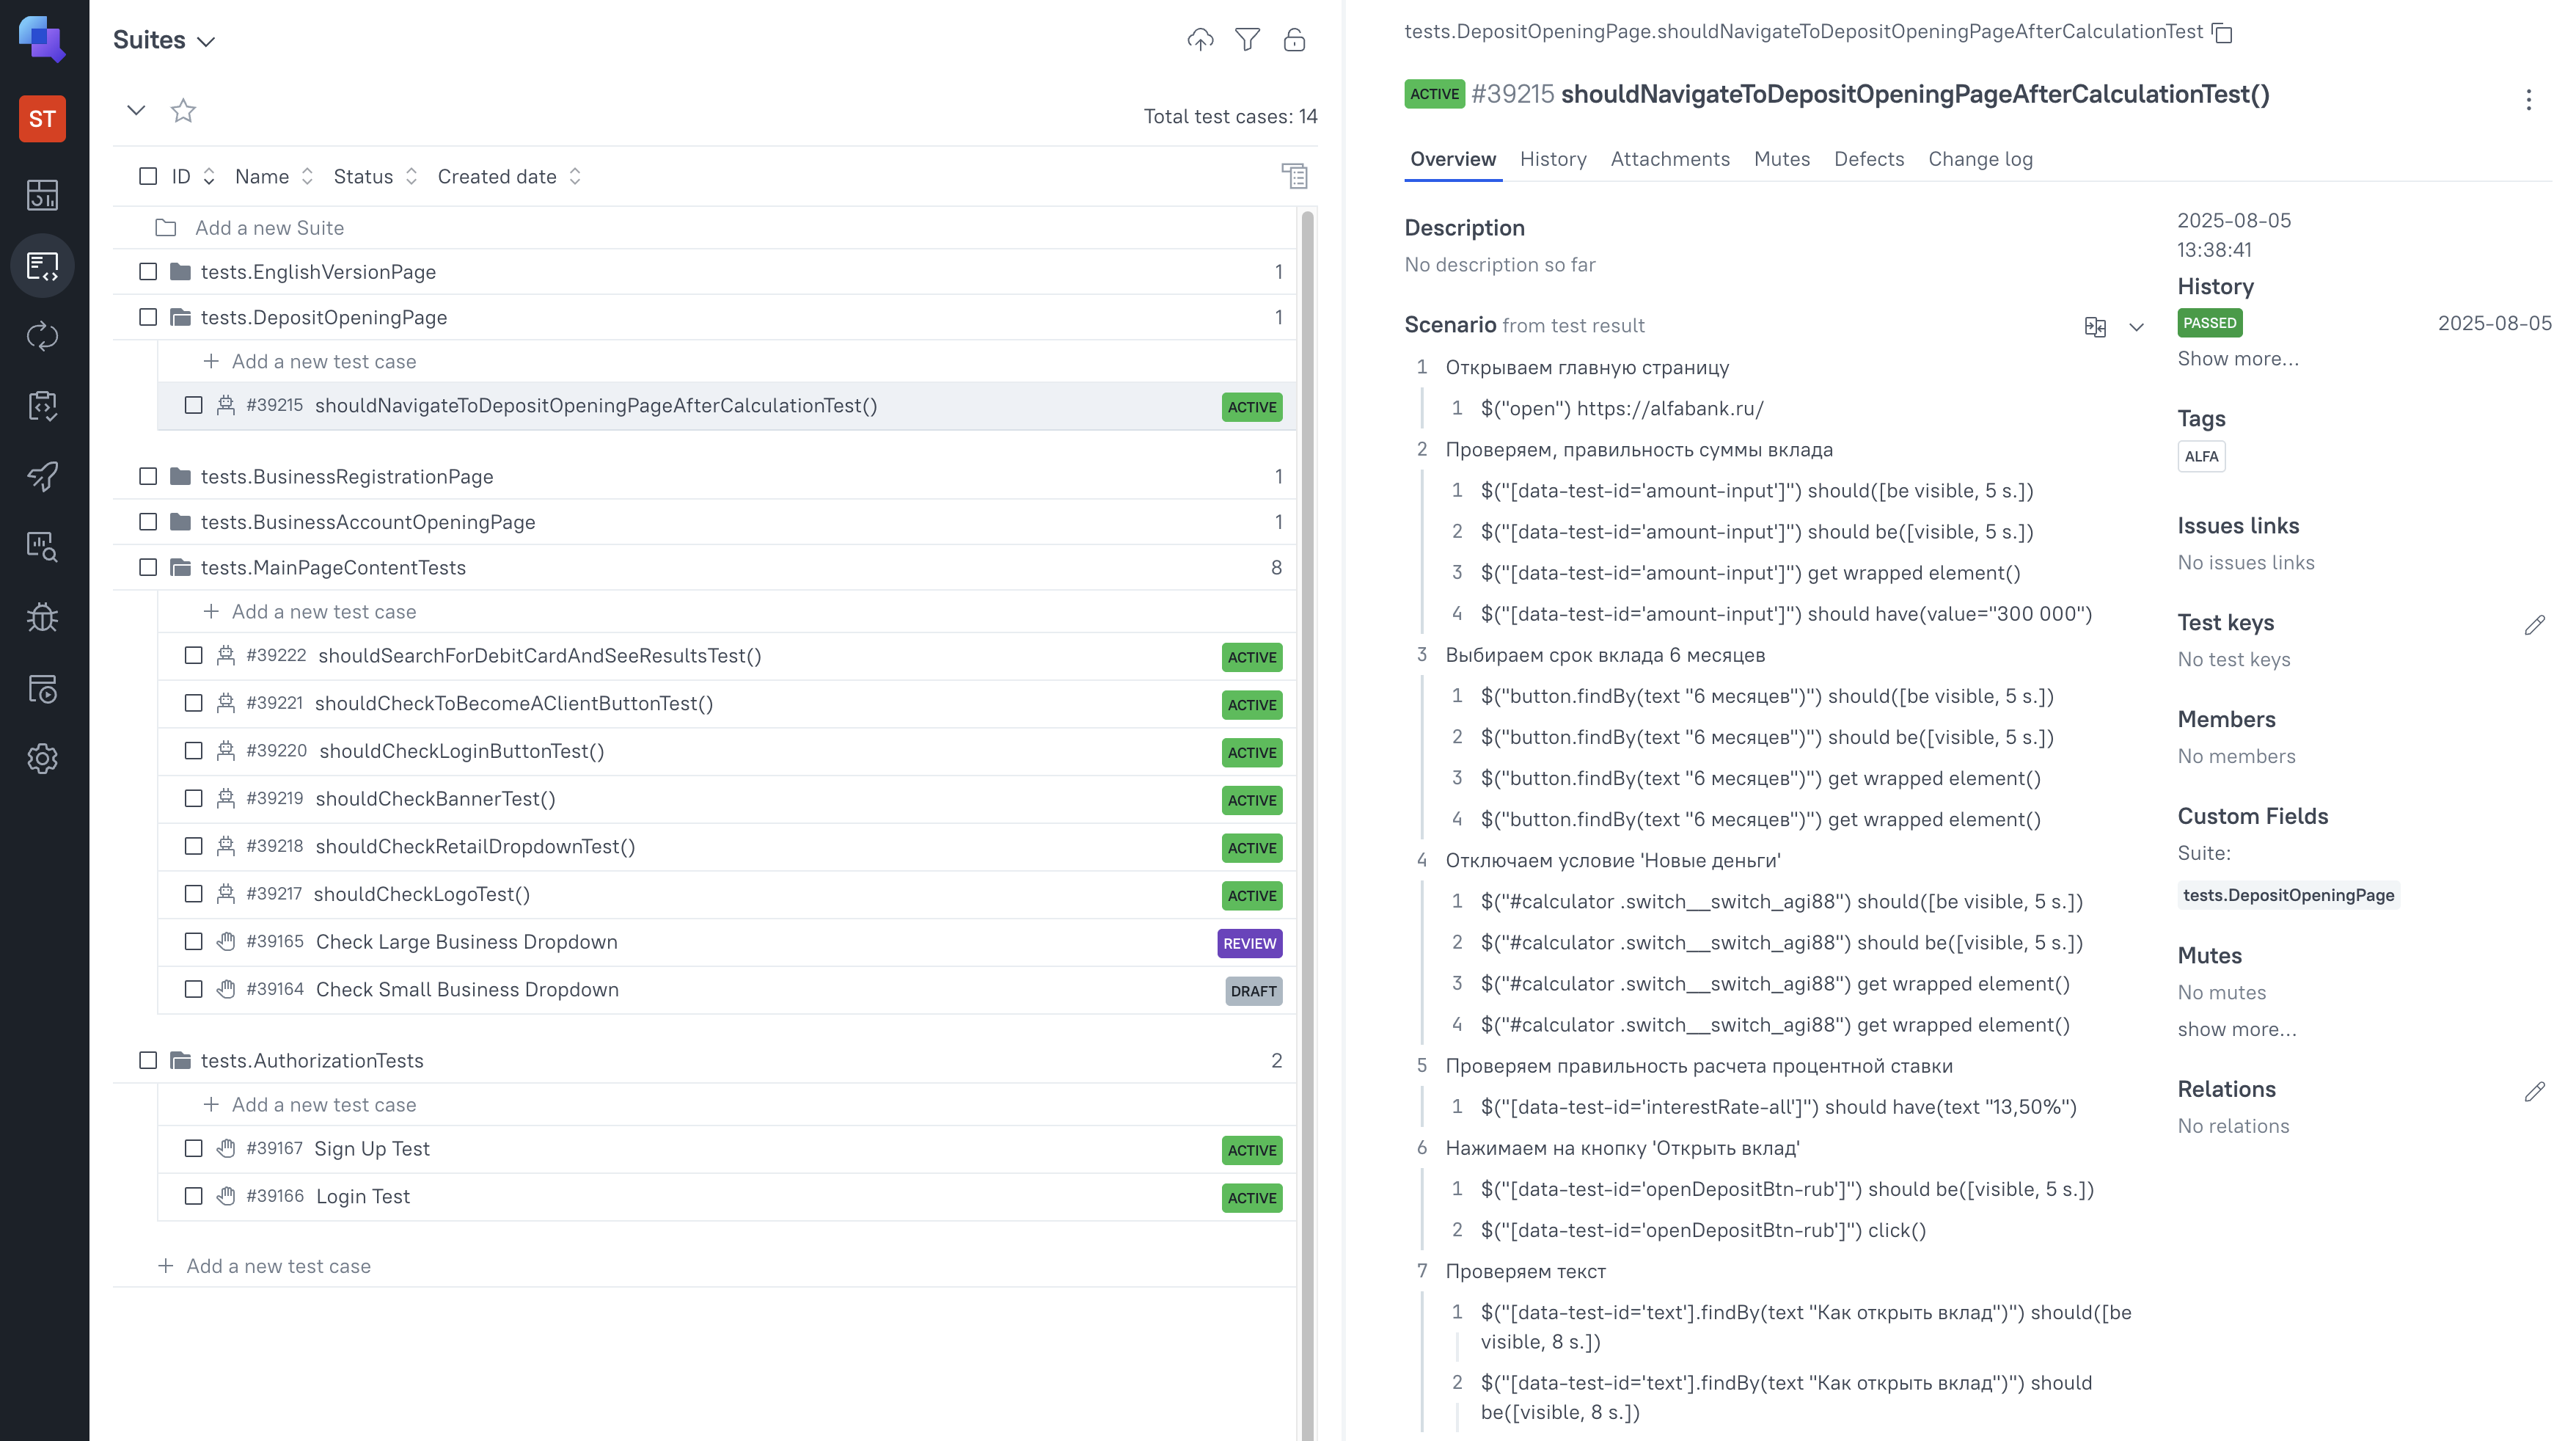 Suites
ST
Total test cases: 14
ID Name Status Created date
Add a new Suite
tests.EnglishVersionPage 1
tests.DepositOpeningPage 1
Add a new test case
#39215 shouldNavigateToDepositOpeningPageAfterCalculationTest() ACTIVE
tests.BusinessRegistrationPage 1
tests.BusinessAccountOpeningPage 1
tests.MainPageContentTests 8
Add a new test case
#39222 shouldSearchForDebitCardAndSeeResultsTest() ACTIVE
#39221 shouldCheckToBecomeAClientButtonTest() ACTIVE
#39220 shouldCheckLoginButtonTest() ACTIVE
#39219 shouldCheckBannerTest() ACTIVE
#39218 shouldCheckRetailDropdownTest() ACTIVE
#39217 shouldCheckLogoTest() ACTIVE
#39165 Check Large Business Dropdown REVIEW
#39164 Check Small Business Dropdown DRAFT
tests.AuthorizationTests 2
Add a new test case
#39167 Sign Up Test ACTIVE
#39166 Login Test ACTIVE
Add a new test case
tests.DepositOpeningPage.shouldNavigateToDepositOpeningPageAfterCalculationTest
ACTIVE #39215 shouldNavigateToDepositOpeningPageAfterCalculationTest()
Overview History Attachments Mutes Defects Change log
Description
No description so far
Scenario from test result
1 Открываем главную страницу
1 $("open") https://alfabank.ru/
2 Проверяем, правильность суммы вклада
1 $("[data-test-id='amount-input']") should([be visible, 5 s.])
2 $("[data-test-id='amount-input']") should be([visible, 5 s.])
3 $("[data-test-id='amount-input']") get wrapped element()
4 $("[data-test-id='amount-input']") should have(value="300 000")
3 Выбираем срок вклада 6 месяцев
1 $("button.findBy(text "6 месяцев")") should([be visible, 5 s.])
2 $("button.findBy(text "6 месяцев")") should be([visible, 5 s.])
3 $("button.findBy(text "6 месяцев")") get wrapped element()
4 $("button.findBy(text "6 месяцев")") get wrapped element()
4 Отключаем условие 'Новые деньги'
1 $("#calculator .switch__switch_agi88") should([be visible, 5 s.])
2 $("#calculator .switch__switch_agi88") should be([visible, 5 s.])
3 $("#calculator .switch__switch_agi88") get wrapped element()
4 $("#calculator .switch__switch_agi88") get wrapped element()
5 Проверяем правильность расчета процентной ставки
1 $("[data-test-id='interestRate-all']") should have(text "13,50%")
6 Нажимаем на кнопку 'Открыть вклад'
1 $("[data-test-id='openDepositBtn-rub']") should be([visible, 5 s.])
2 $("[data-test-id='openDepositBtn-rub']") click()
7 Проверяем текст
1 $("[data-test-id='text'].findBy(text "Как открыть вклад")") should([be
visible, 8 s.])
2 $("[data-test-id='text'].findBy(text "Как открыть вклад")") should
be([visible, 8 s.])
2025-08-05
13:38:41
History
PASSED 2025-08-05
Show more...
Tags
ALFA
Issues links
No issues links
Test keys
No test keys
Members
No members
Custom Fields
Suite:
tests.DepositOpeningPage
Mutes
No mutes
show more...
Relations
No relations